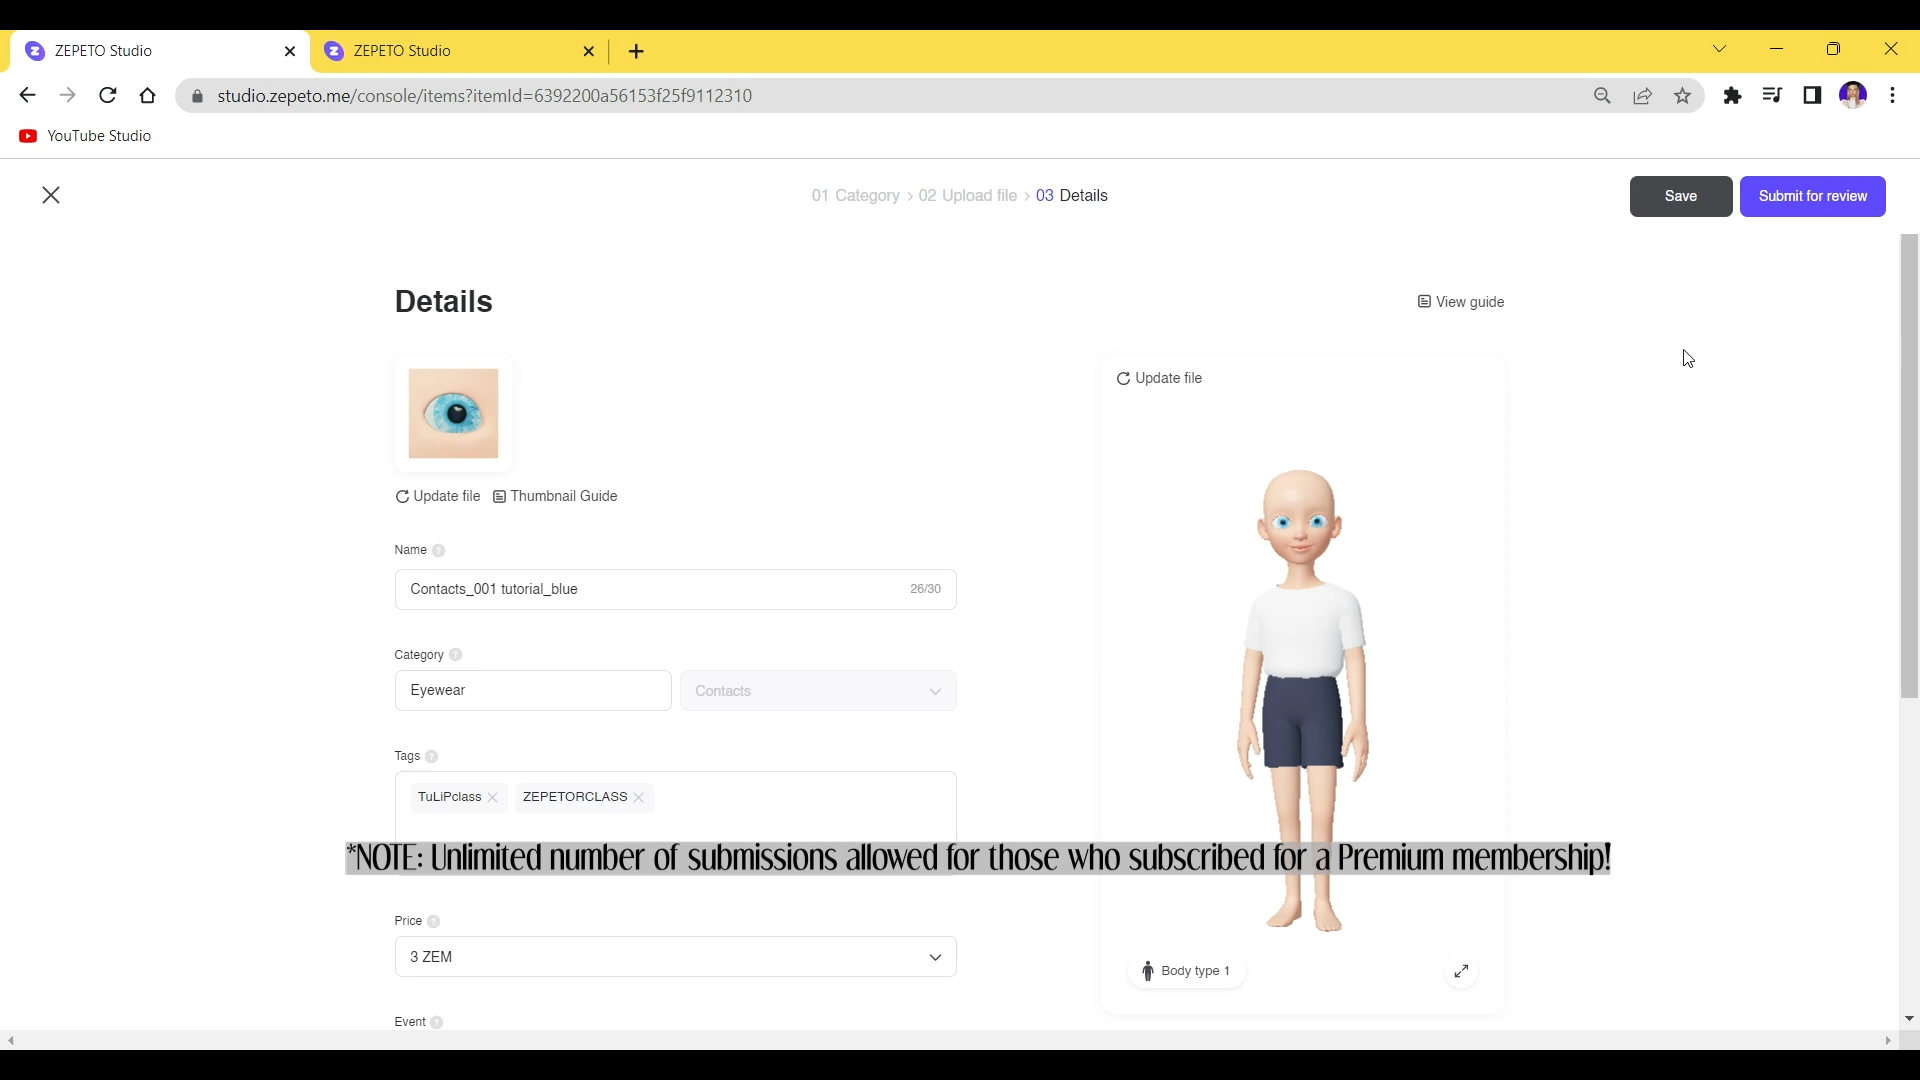 ZEPETO Studio
ZEPETO Studio
studio.zepeto.me/console/items?itemId=6392200a56153f25f9112310
YouTube Studio
01 Category > 02 Upload file > 03 Details
Save
Submit for review
Details
View guide
Update file
Update file
Thumbnail Guide
Name ?
Contacts_001 tutorial_blue
26/30
Category ?
Eyewear
Contacts
Tags ?
TuLiPclass
ZEPETORCLASS
*NOTE: Unlimited number of submissions allowed for those who subscribed for a Premium membership!
Price ?
3 ZEM
Body type 1
Event ?